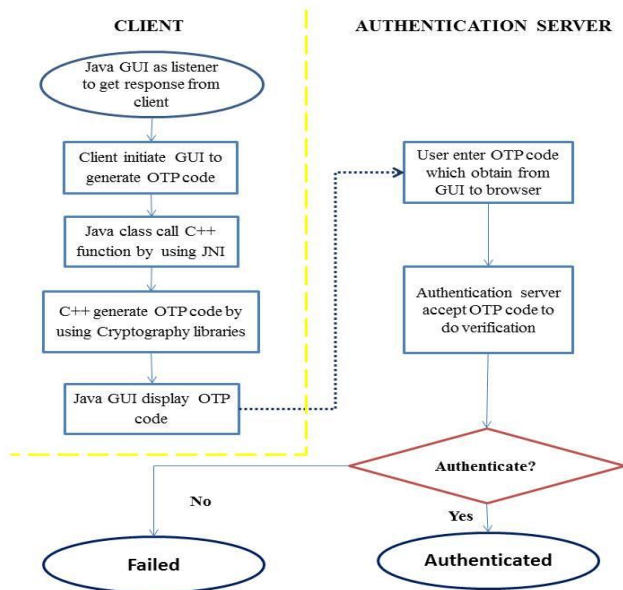 CLIENT
Java GUI as listener
to get response from
client
Client initiate GUI to
generate OTP code
Java class call C++
function by using JNI
C++ generate OTP code by
using Cryptography libraries
Java GUI display OTP
code
AUTHENTICATION SERVER
User enter OTP code
which obtain from
GUI to browser
Authentication server
accept OTP code to
do verification
Authenticate?
No
Yes
Failed
Authenticated